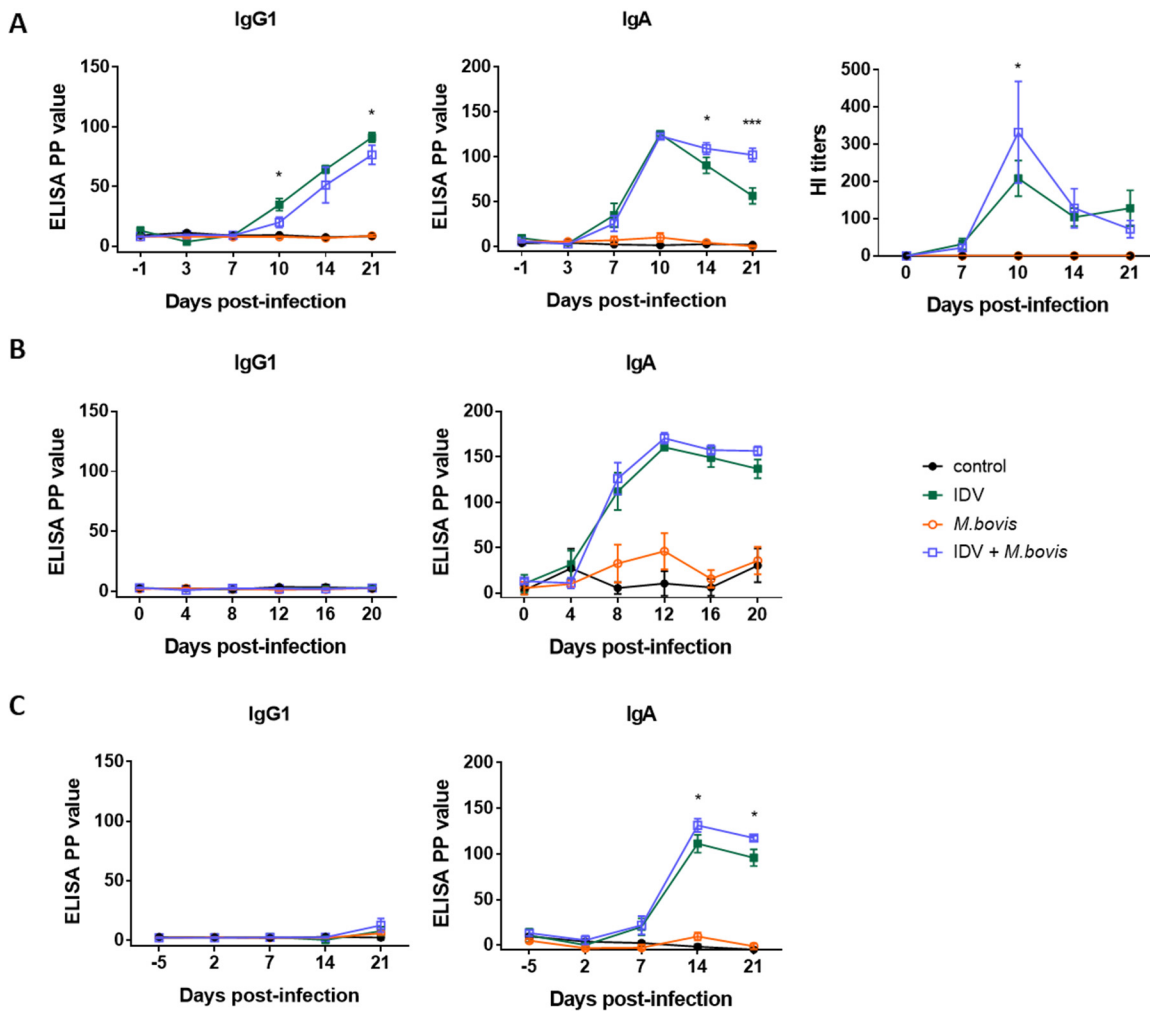 A
IgG1
ELISA PP value
150
100
50
0
*
*
-1 3 7 10 14 21
Days post-infection
IgA
ELISA PP value
200
150
100
50
0
*
***
-1 3 7 10 14 21
Days post-infection
HI titers
500
400
300
200
100
0
*
0 7 10 14 21
Days post-infection
B
IgG1
ELISA PP value
150
100
50
0
0 4 8 12 16 20
Days post-infection
IgA
ELISA PP value
200
150
100
50
0
0 4 8 12 16 20
Days post-infection
control
IDV
M.bovis
IDV + M.bovis
C
IgG1
ELISA PP value
150
100
50
0
-5 2 7 14 21
Days post-infection
IgA
ELISA PP value
200
150
100
50
0
*
*
-5 2 7 14 21
Days post-infection